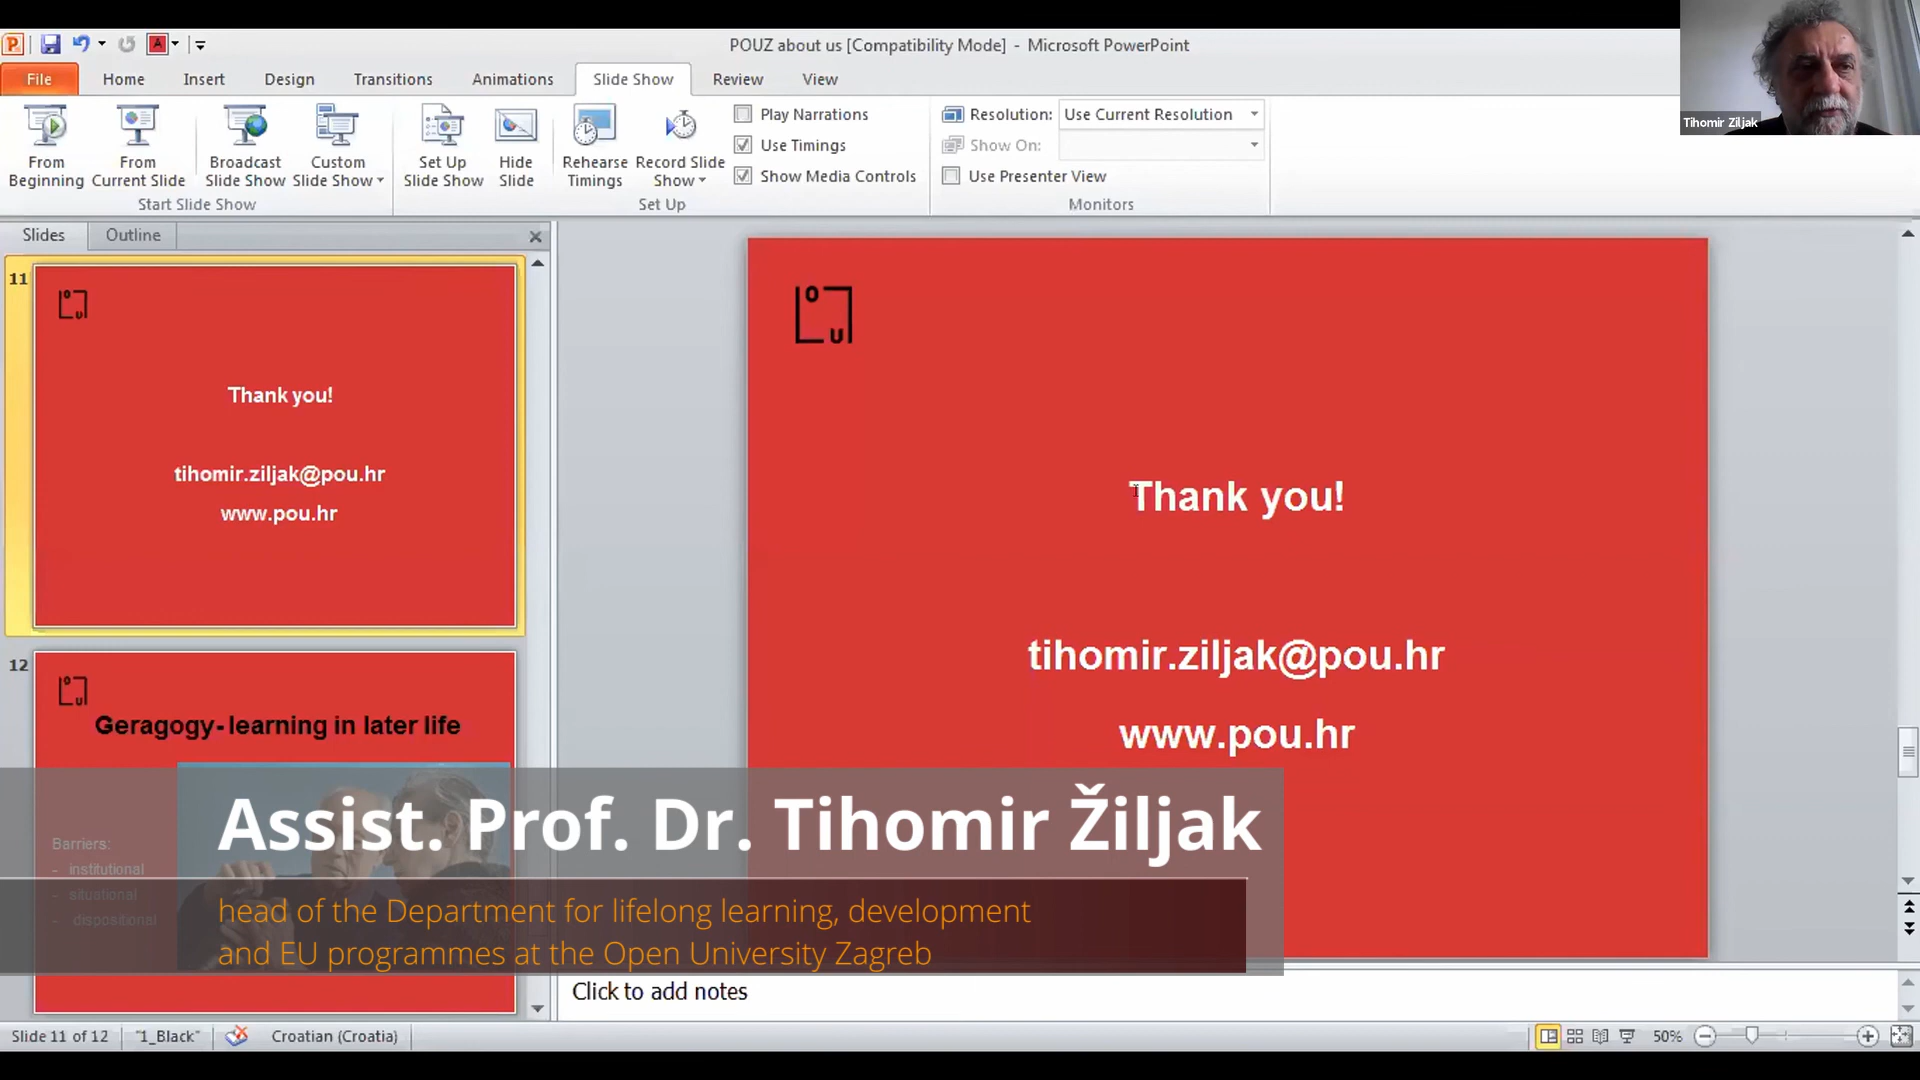 POUZ about us [Compatibility Mode] - Microsoft PowerPoint
File Home Insert Design Transitions Animations Slide Show Review View
From Beginning
From Current Slide
Broadcast Slide Show
Custom Slide Show
Set Up Slide Show
Hide Slide
Rehearse Timings
Record Slide Show
Play Narrations
Use Timings
Show Media Controls
Resolution: Use Current Resolution
Show On:
Use Presenter View
Start Slide Show
Set Up
Monitors
Tihomir Ziljak
Slides Outline
11
OU
Thank you!
tihomir.ziljak@pou.hr
www.pou.hr
12
OU
Geragogy- learning in later life
Barriers:
- institutional
- situational
- dispositional
OU
Thank you!
tihomir.ziljak@pou.hr
www.pou.hr
Assist. Prof. Dr. Tihomir Žiljak
head of the Department for lifelong learning, development
and EU programmes at the Open University Zagreb
Click to add notes
Slide 11 of 12 "1_Black" Croatian (Croatia) 50%